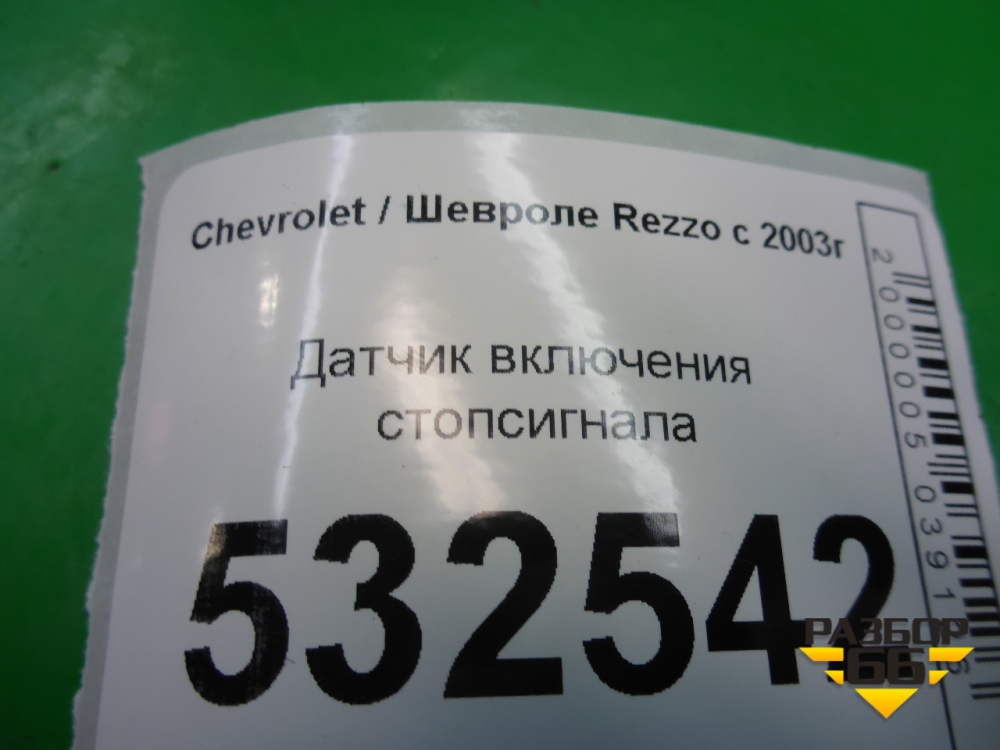 Chevrolet / Шевроле Rezzo с 2003г
Датчик включения
стопсигнала
532542
РАЗБОР
66